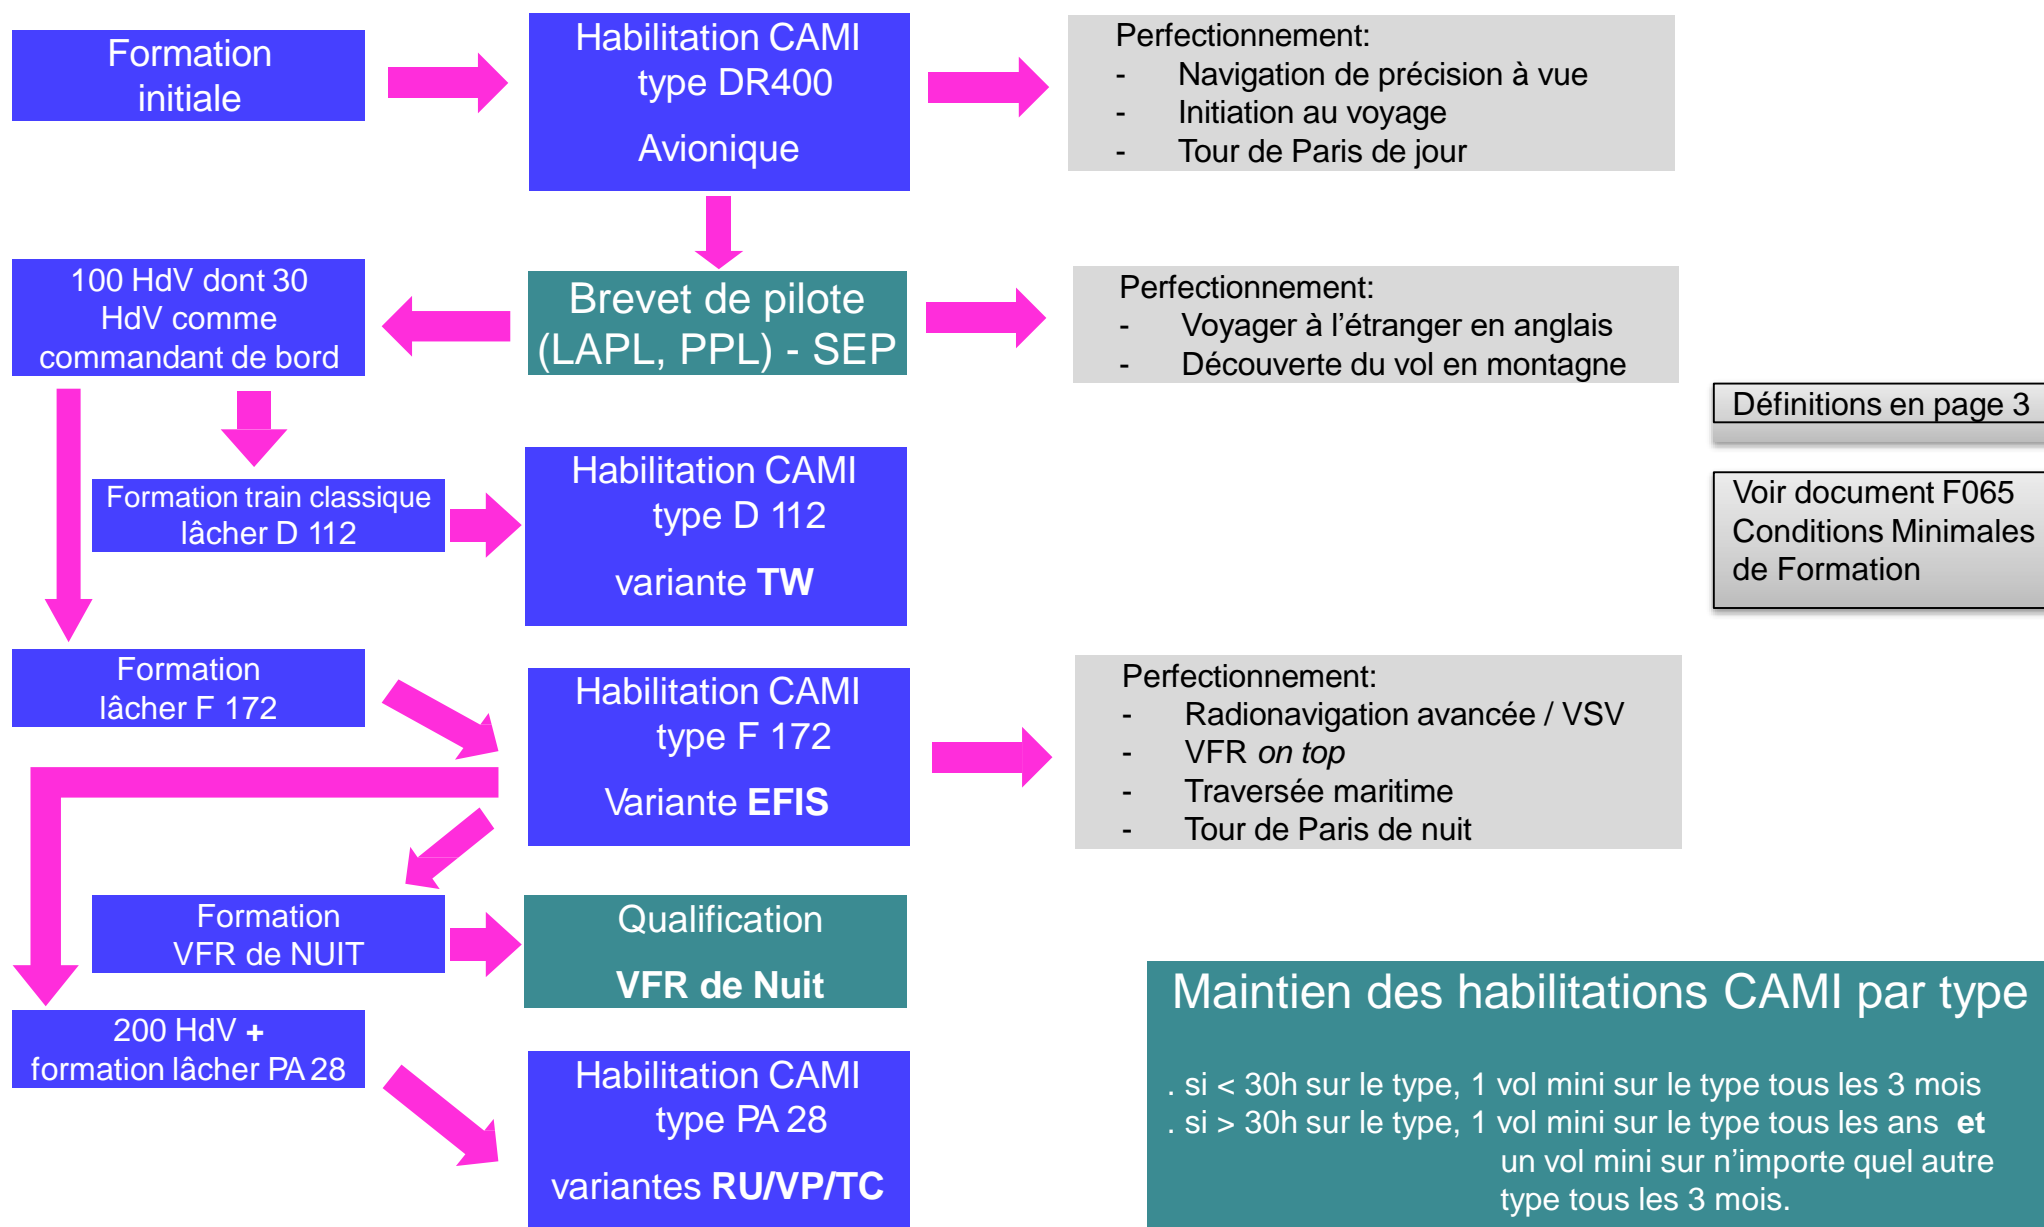 Formation
initiale
Habilitation CAMI
type DR400
Avionique
Perfectionnement:
- Navigation de précision à vue
- Initiation au voyage
- Tour de Paris de jour
100 HdV dont 30
HdV comme
commandant de bord
Brevet de pilote
(LAPL, PPL) - SEP
Perfectionnement:
- Voyager à l’étranger en anglais
- Découverte du vol en montagne
Définitions en page 3
Formation train classique
lâcher D 112
Habilitation CAMI
type D 112
variante TW
Voir document F065
Conditions Minimales
de Formation
Formation
lâcher F 172
Habilitation CAMI
type F 172
Variante EFIS
Perfectionnement:
- Radionavigation avancée / VSV
- VFR on top
- Traversée maritime
- Tour de Paris de nuit
Formation
VFR de NUIT
Qualification
VFR de Nuit
200 HdV +
formation lâcher PA 28
Habilitation CAMI
type PA 28
variantes RU/VP/TC
Maintien des habilitations CAMI par type
. si < 30h sur le type, 1 vol mini sur le type tous les 3 mois
. si > 30h sur le type, 1 vol mini sur le type tous les ans et
un vol mini sur n’importe quel autre
type tous les 3 mois.